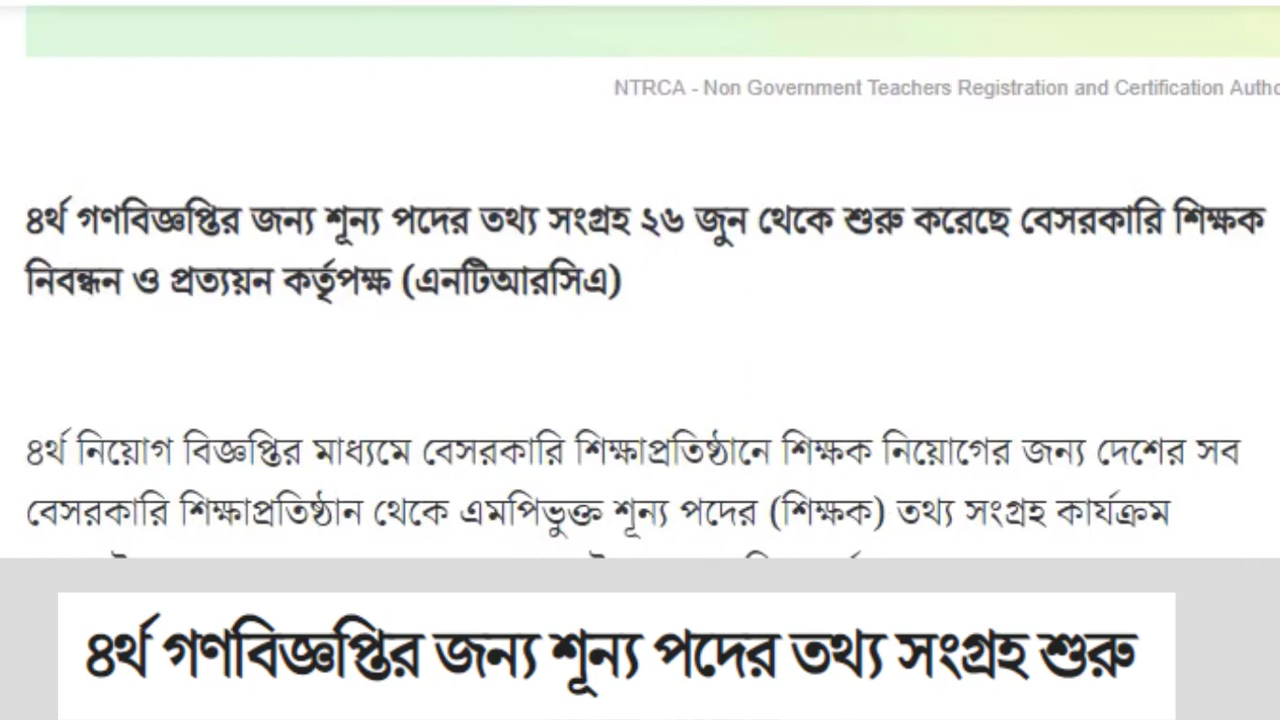 NTRCA - Non Government Teachers Registration and Certification
৪র্থ গণবিজ্ঞপ্তির জন্য শূন্য পদের তথ্য সংগ্রহ ২৬ জুন থেকে শুরু করেছে বেসরকারি শিক্ষক
নিবন্ধন ও প্রত্যয়ন কর্তৃপক্ষ (এনটিআরসিএ)
৪র্থ নিয়োগ বিজ্ঞপ্তির মাধ্যমে বেসরকারি শিক্ষাপ্রতিষ্ঠানে শিক্ষক নিয়োগের জন্য দেশের সব
বেসরকারি শিক্ষাপ্রতিষ্ঠান থেকে এমপিভুক্ত শূন্য পদের (শিক্ষক) তথ্য সংগ্রহ কার্যক্রম
৪র্থ গণবিজ্ঞপ্তির জন্য শূন্য পদের তথ্য সংগ্রহ শুরু